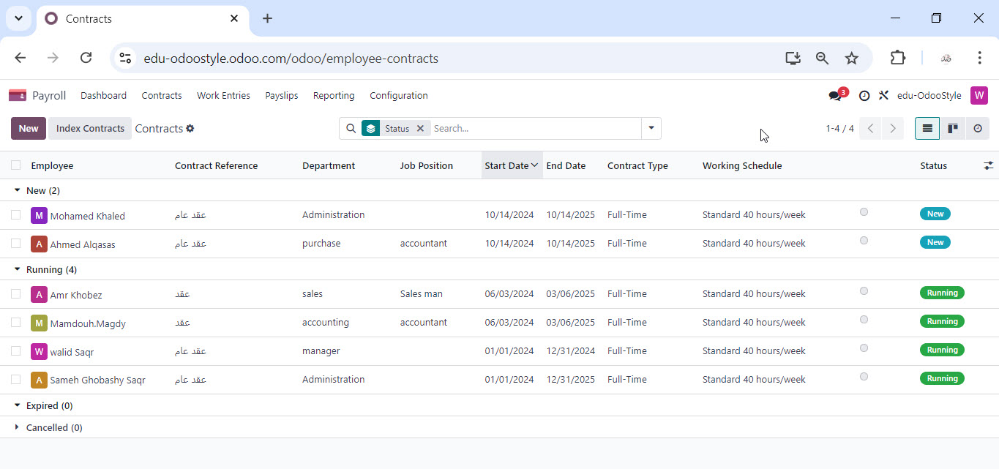 Contracts
edu-odoostyle.odoo.com/odoo/employee-contracts
Payroll Dashboard Contracts Work Entries Payslips Reporting Configuration 3 edu-OdooStyle W
New Index Contracts Contracts Status Search... 1-4 / 4
Employee Contract Reference Department Job Position Start Date End Date Contract Type Working Schedule Status
New (2)
M Mohamed Khaled عقد عام Administration 10/14/2024 10/14/2025 Full-Time Standard 40 hours/week New
A Ahmed Alqasas عقد عام purchase accountant 10/14/2024 10/14/2025 Full-Time Standard 40 hours/week New
Running (4)
A Amr Khobez عقد sales Sales man 06/03/2024 03/06/2025 Full-Time Standard 40 hours/week Running
M Mamdouh.Magdy عقد accounting accountant 06/03/2024 03/06/2025 Full-Time Standard 40 hours/week Running
W walid Saqr عقد عام manager 01/01/2024 12/31/2024 Full-Time Standard 40 hours/week Running
A Sameh Ghobashy Saqr عقد عام Administration 01/01/2024 12/31/2025 Full-Time Standard 40 hours/week Running
Expired (0)
Cancelled (0)